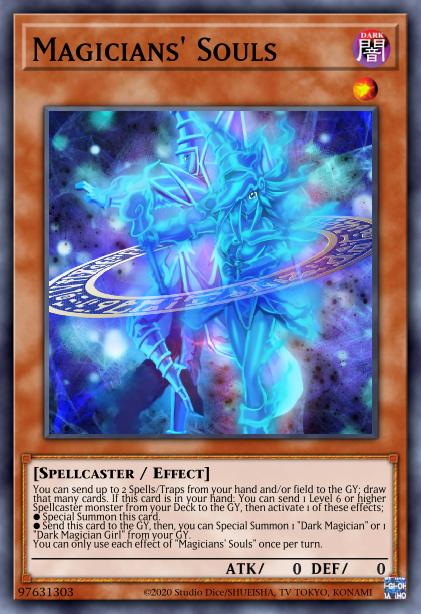 Magicians' Souls
DARK
闇
[Spellcaster / Effect]
You can send up to 2 Spells/Traps from your hand and/or field to the GY; draw
that many cards. If this card is in your hand: You can send 1 Level 6 or higher
Spellcaster monster from your Deck to the GY, then activate 1 of these effects;
● Special Summon this card.
● Send this card to the GY, then, you can Special Summon 1 "Dark Magician" or 1
"Dark Magician Girl" from your GY.
You can only use each effect of "Magicians' Souls" once per turn.
ATK/ 0 DEF/ 0
97631303 ©2020 Studio Dice/SHUEISHA, TV TOKYO, KONAMI